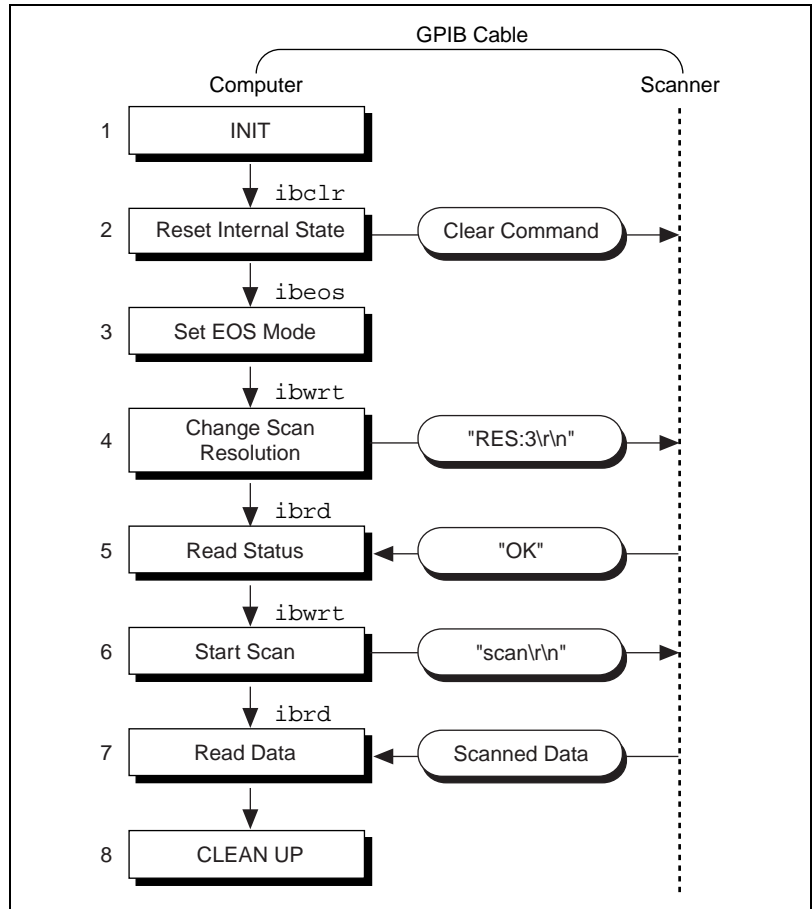 GPIB Cable
Computer
Scanner
1
INIT
ibclr
2
Reset Internal State
Clear Command
ibeos
3
Set EOS Mode
ibwrt
4
Change Scan
Resolution
"RES:3\r\n"
ibrd
5
Read Status
"OK"
ibwrt
6
Start Scan
"scan\r\n"
ibrd
7
Read Data
Scanned Data
8
CLEAN UP